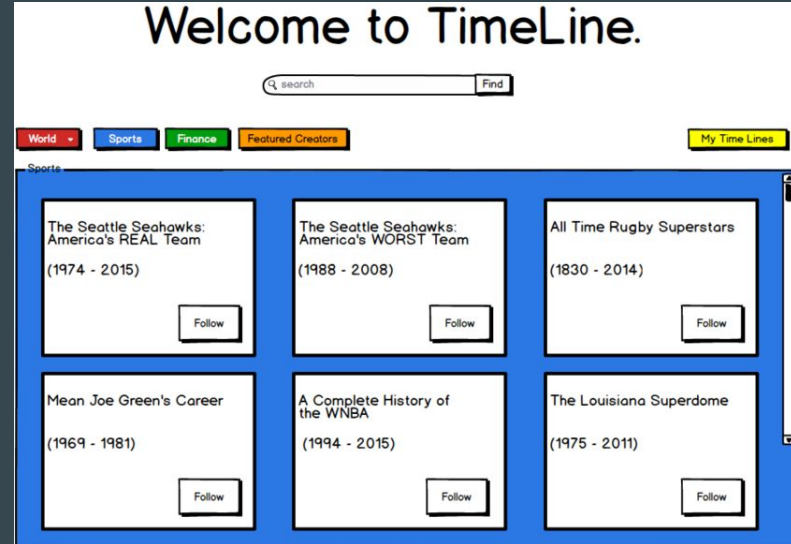 Welcome to TimeLine.
search
Find
World
Sports
Finance
Featured Creators
My Time Lines
Sports
The Seattle Seahawks:
America's REAL Team
(1974 - 2015)
Follow
The Seattle Seahawks:
America's WORST Team
(1988 - 2008)
Follow
All Time Rugby Superstars
(1830 - 2014)
Follow
Mean Joe Green's Career
(1969 - 1981)
Follow
A Complete History of
the WNBA
(1994 - 2015)
Follow
The Louisiana Superdome
(1975 - 2011)
Follow